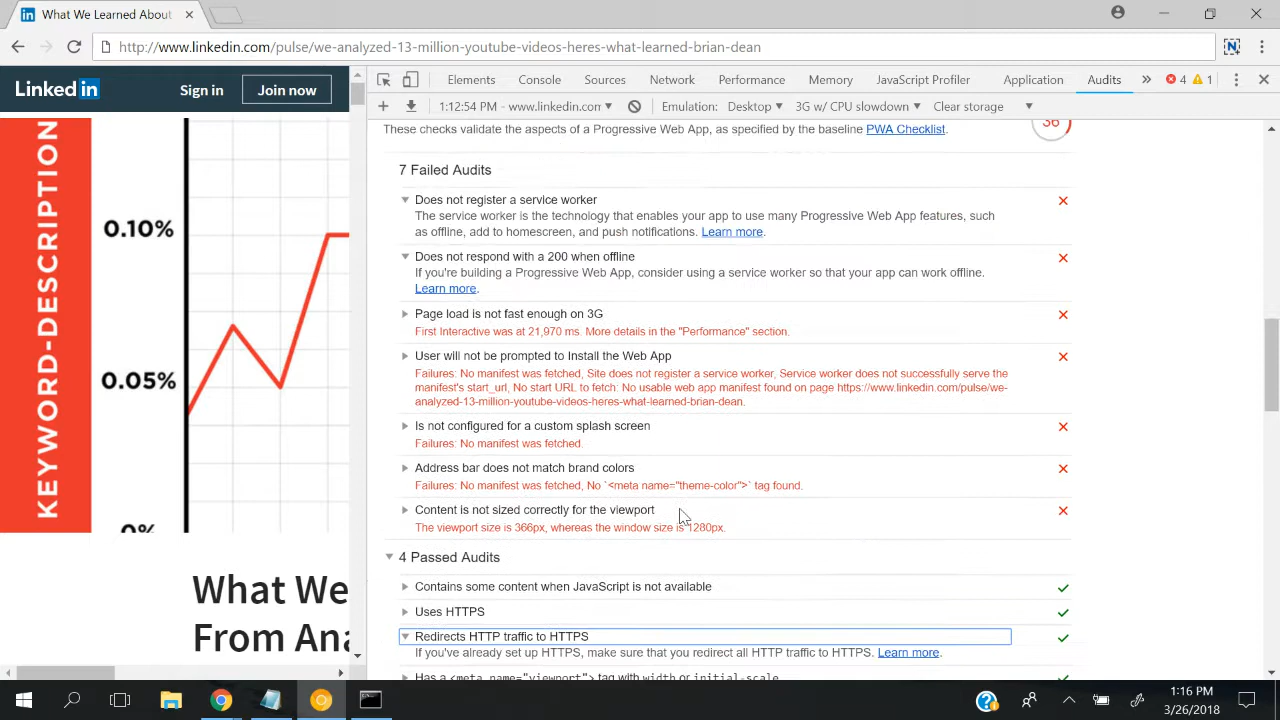 What We Learned About
http://www.linkedin.com/pulse/we-analyzed-13-million-youtube-videos-heres-what-learned-brian-dean
Linked in
Sign in
Join now
Elements
Console
Sources
Network
Performance
Memory
JavaScript Profiler
Application
Audits
4
1
1:12:54 PM - www.linkedin.com
Emulation: Desktop
3G w/ CPU slowdown
Clear storage
These checks validate the aspects of a Progressive Web App, as specified by the baseline PWA Checklist.
36
7 Failed Audits
Does not register a service worker
The service worker is the technology that enables your app to use many Progressive Web App features, such
as offline, add to homescreen, and push notifications. Learn more.
Does not respond with a 200 when offline
If you're building a Progressive Web App, consider using a service worker so that your app can work offline.
Learn more.
Page load is not fast enough on 3G
First Interactive was at 21,970 ms. More details in the "Performance" section.
User will not be prompted to Install the Web App
Failures: No manifest was fetched, Site does not register a service worker, Service worker does not successfully serve the
manifest's start_url, No start URL to fetch: No usable web app manifest found on page https://www.linkedin.com/pulse/we-
analyzed-13-million-youtube-videos-heres-what-learned-brian-dean.
Is not configured for a custom splash screen
Failures: No manifest was fetched.
Address bar does not match brand colors
Failures: No manifest was fetched, No `<meta name="theme-color">` tag found.
Content is not sized correctly for the viewport
The viewport size is 366px, whereas the window size is 1280px.
4 Passed Audits
Contains some content when JavaScript is not available
Uses HTTPS
Redirects HTTP traffic to HTTPS
If you've already set up HTTPS, make sure that you redirect all HTTP traffic to HTTPS. Learn more.
Has a <meta name="viewport"> tag with width or initial-scale
KEYWORD-DESCRIPTION
0.10%
0.05%
0%
What We
From Ana
1:16 PM
3/26/2018